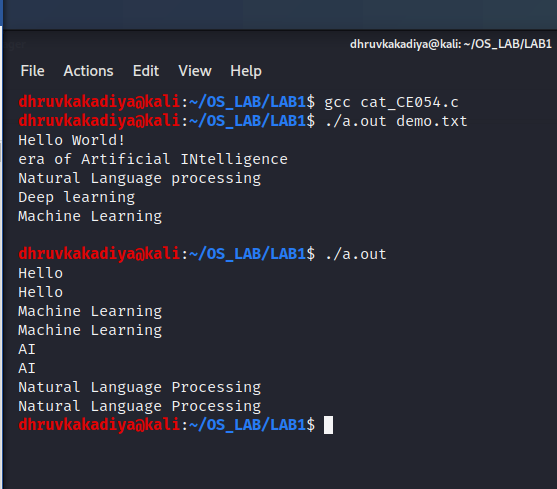 dhruvkakadiya@kali: ~/OS_LAB/LAB1
File Actions Edit View Help
dhruvkakadiya@kali:~/OS_LAB/LAB1$ gcc cat_CE054.c
dhruvkakadiya@kali:~/OS_LAB/LAB1$ ./a.out demo.txt
Hello World!
era of Artificial INtelligence
Natural Language processing
Deep learning
Machine Learning
dhruvkakadiya@kali:~/OS_LAB/LAB1$ ./a.out
Hello
Hello
Machine Learning
Machine Learning
AI
AI
Natural Language Processing
Natural Language Processing
dhruvkakadiya@kali:~/OS_LAB/LAB1$